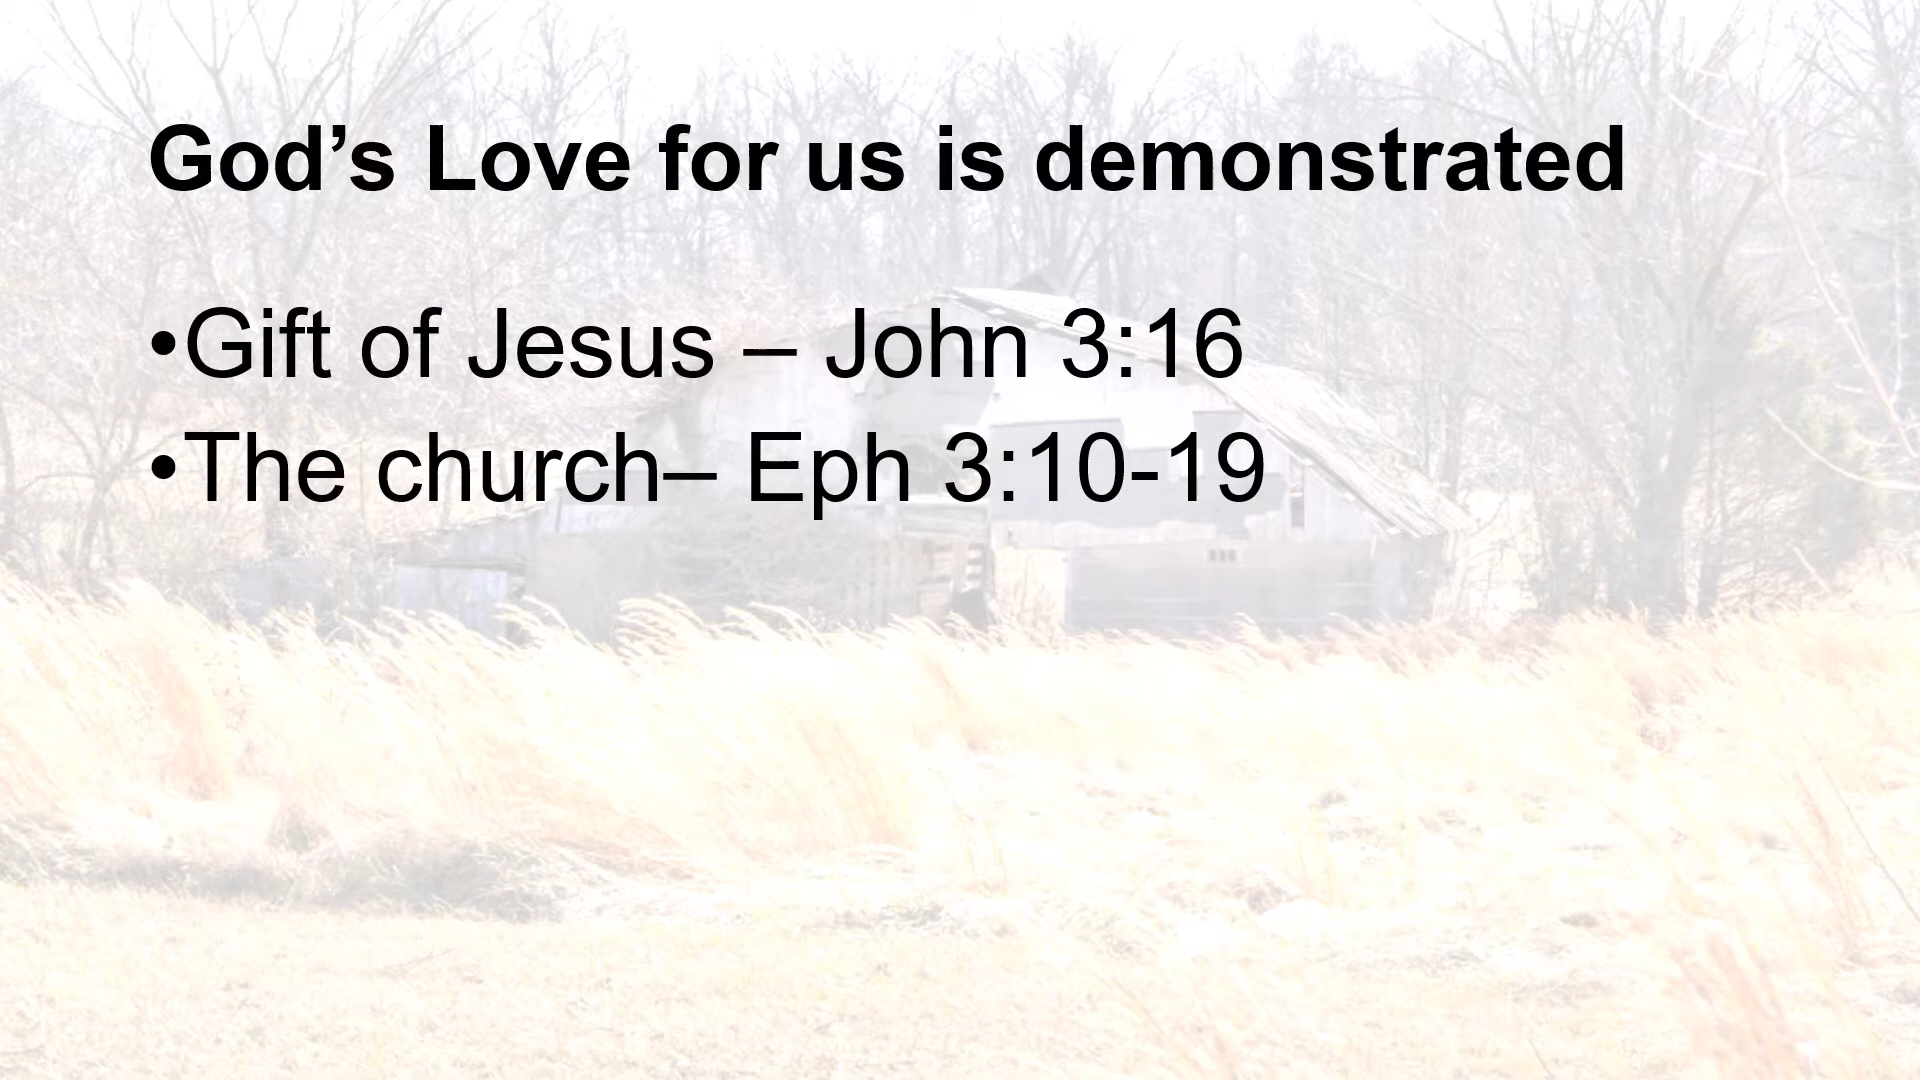 God’s Love for us is demonstrated
•Gift of Jesus – John 3:16
•The church– Eph 3:10-19